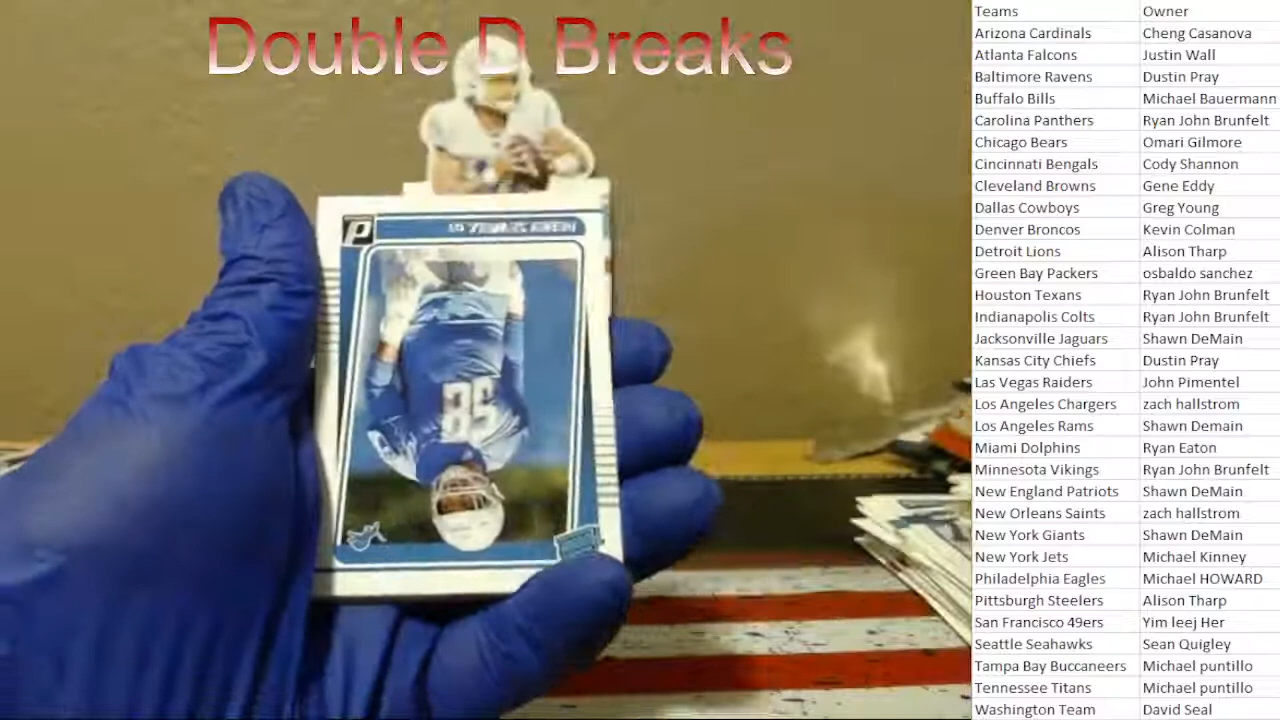 Double D Breaks
Teams Owner
Arizona Cardinals Cheng Casanova
Atlanta Falcons Justin Wall
Baltimore Ravens Dustin Pray
Buffalo Bills Michael Bauermann
Carolina Panthers Ryan John Brunfelt
Chicago Bears Omari Gilmore
Cincinnati Bengals Cody Shannon
Cleveland Browns Gene Eddy
Dallas Cowboys Greg Young
Denver Broncos Kevin Colman
Detroit Lions Alison Tharp
Green Bay Packers osbaldo sanchez
Houston Texans Ryan John Brunfelt
Indianapolis Colts Ryan John Brunfelt
Jacksonville Jaguars Shawn DeMain
Kansas City Chiefs Dustin Pray
Las Vegas Raiders John Pimentel
Los Angeles Chargers zach hallstrom
Los Angeles Rams Shawn Demain
Miami Dolphins Ryan Eaton
Minnesota Vikings Ryan John Brunfelt
New England Patriots Shawn DeMain
New Orleans Saints zach hallstrom
New York Giants Shawn DeMain
New York Jets Michael Kinney
Philadelphia Eagles Michael HOWARD
Pittsburgh Steelers Alison Tharp
San Francisco 49ers Yim leej Her
Seattle Seahawks Sean Quigley
Tampa Bay Buccaneers Michael puntillo
Tennessee Titans Michael puntillo
Washington Team David Seal
P